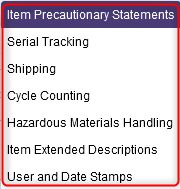 Item Precautionary Statements
Serial Tracking
Shipping
Cycle Counting
Hazardous Materials Handling
Item Extended Descriptions
User and Date Stamps